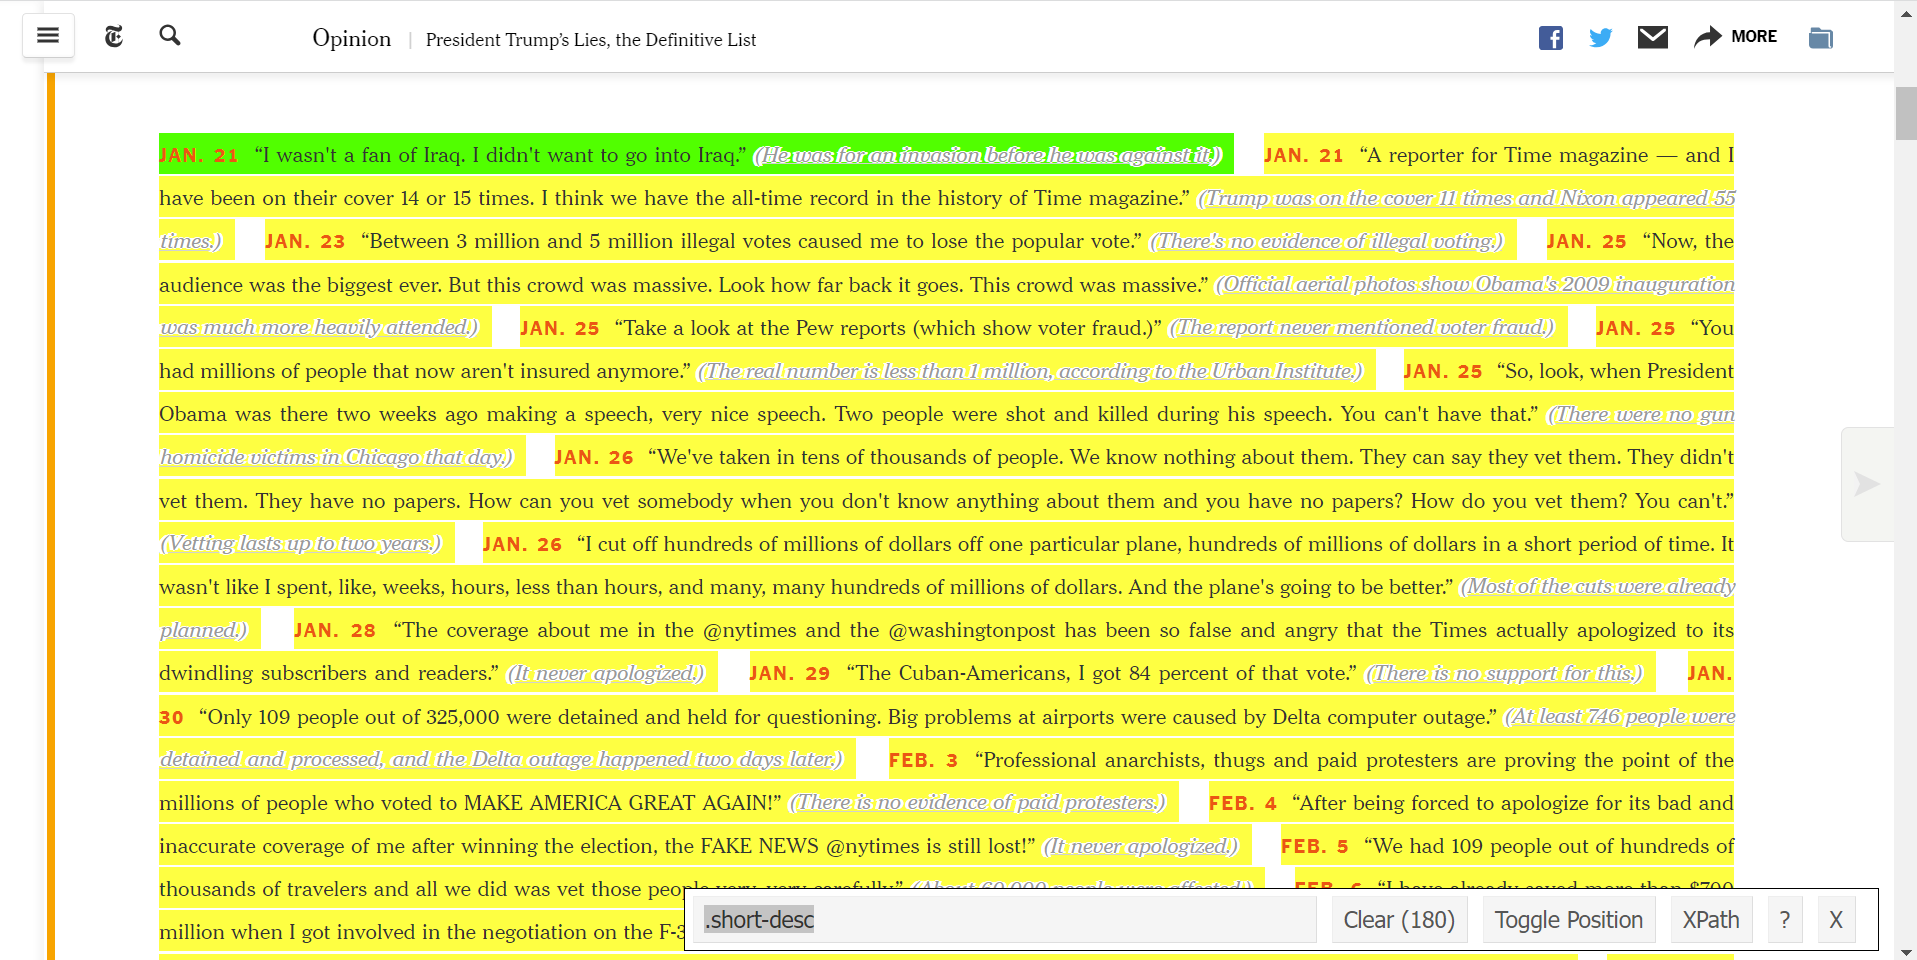 Opinion | President Trump’s Lies, the Definitive List MORE
JAN. 21 “I wasn't a fan of Iraq. I didn't want to go into Iraq.” (He was for an invasion before he was against it.) JAN. 21 “A reporter for Time magazine — and I
have been on their cover 14 or 15 times. I think we have the all-time record in the history of Time magazine.” (Trump was on the cover 11 times and Nixon appeared 55
times.) JAN. 23 “Between 3 million and 5 million illegal votes caused me to lose the popular vote.” (There's no evidence of illegal voting.) JAN. 25 “Now, the
audience was the biggest ever. But this crowd was massive. Look how far back it goes. This crowd was massive.” (Official aerial photos show Obama's 2009 inauguration
was much more heavily attended.) JAN. 25 “Take a look at the Pew reports (which show voter fraud.)” (The report never mentioned voter fraud.) JAN. 25 “You
had millions of people that now aren't insured anymore.” (The real number is less than 1 million, according to the Urban Institute.) JAN. 25 “So, look, when President
Obama was there two weeks ago making a speech, very nice speech. Two people were shot and killed during his speech. You can't have that.” (There were no gun
homicide victims in Chicago that day.) JAN. 26 “We've taken in tens of thousands of people. We know nothing about them. They can say they vet them. They didn't
vet them. They have no papers. How can you vet somebody when you don't know anything about them and you have no papers? How do you vet them? You can't.”
(Vetting lasts up to two years.) JAN. 26 “I cut off hundreds of millions of dollars off one particular plane, hundreds of millions of dollars in a short period of time. It
wasn't like I spent, like, weeks, hours, less than hours, and many, many hundreds of millions of dollars. And the plane's going to be better.” (Most of the cuts were already
planned.) JAN. 28 “The coverage about me in the @nytimes and the @washingtonpost has been so false and angry that the Times actually apologized to its
dwindling subscribers and readers.” (It never apologized.) JAN. 29 “The Cuban-Americans, I got 84 percent of that vote.” (There is no support for this.) JAN.
30 “Only 109 people out of 325,000 were detained and held for questioning. Big problems at airports were caused by Delta computer outage.” (At least 746 people were
detained and processed, and the Delta outage happened two days later.) FEB. 3 “Professional anarchists, thugs and paid protesters are proving the point of the
millions of people who voted to MAKE AMERICA GREAT AGAIN!” (There is no evidence of paid protesters.) FEB. 4 “After being forced to apologize for its bad and
inaccurate coverage of me after winning the election, the FAKE NEWS @nytimes is still lost!” (It never apologized.) FEB. 5 “We had 109 people out of hundreds of
thousands of travelers and all we did was vet those people very, very carefully.” (About 60,000 people were affected.) FEB. 6 “I have already saved more than $700
million when I got involved in the negotiation on the F-3
.short-desc Clear (180) Toggle Position XPath ? X